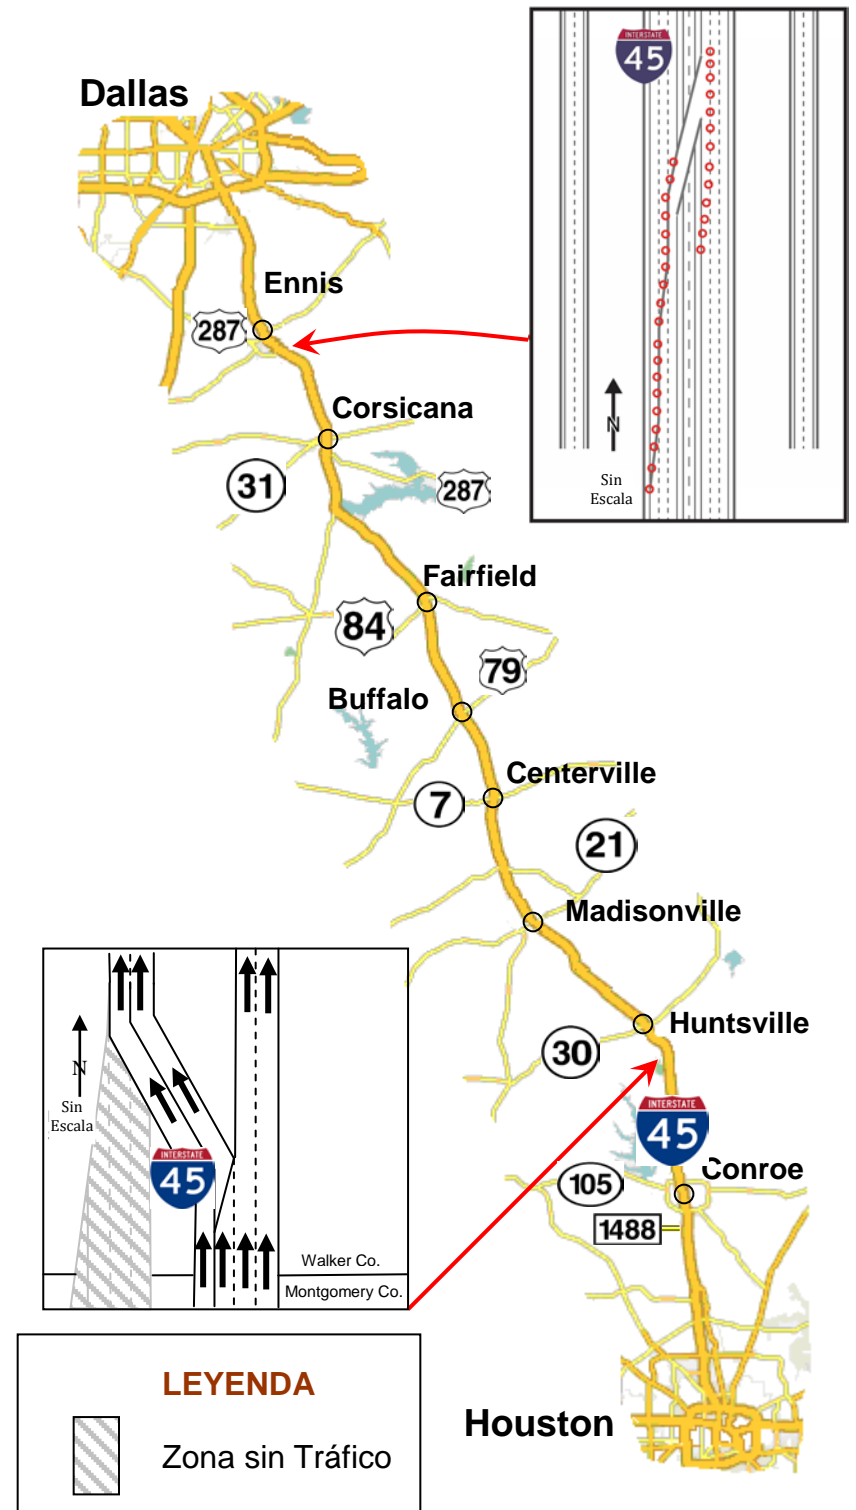 Dallas
INTERSTATE
45
N
Sin
Escala
Ennis
287
Corsicana
31
287
Fairfield
84
79
Buffalo
Centerville
7
21
Madisonville
Huntsville
30
INTERSTATE
45
Conroe
105
1488
Houston
N
Sin
Escala
INTERSTATE
45
Walker Co.
Montgomery Co.
LEYENDA
Zona sin Tráfico